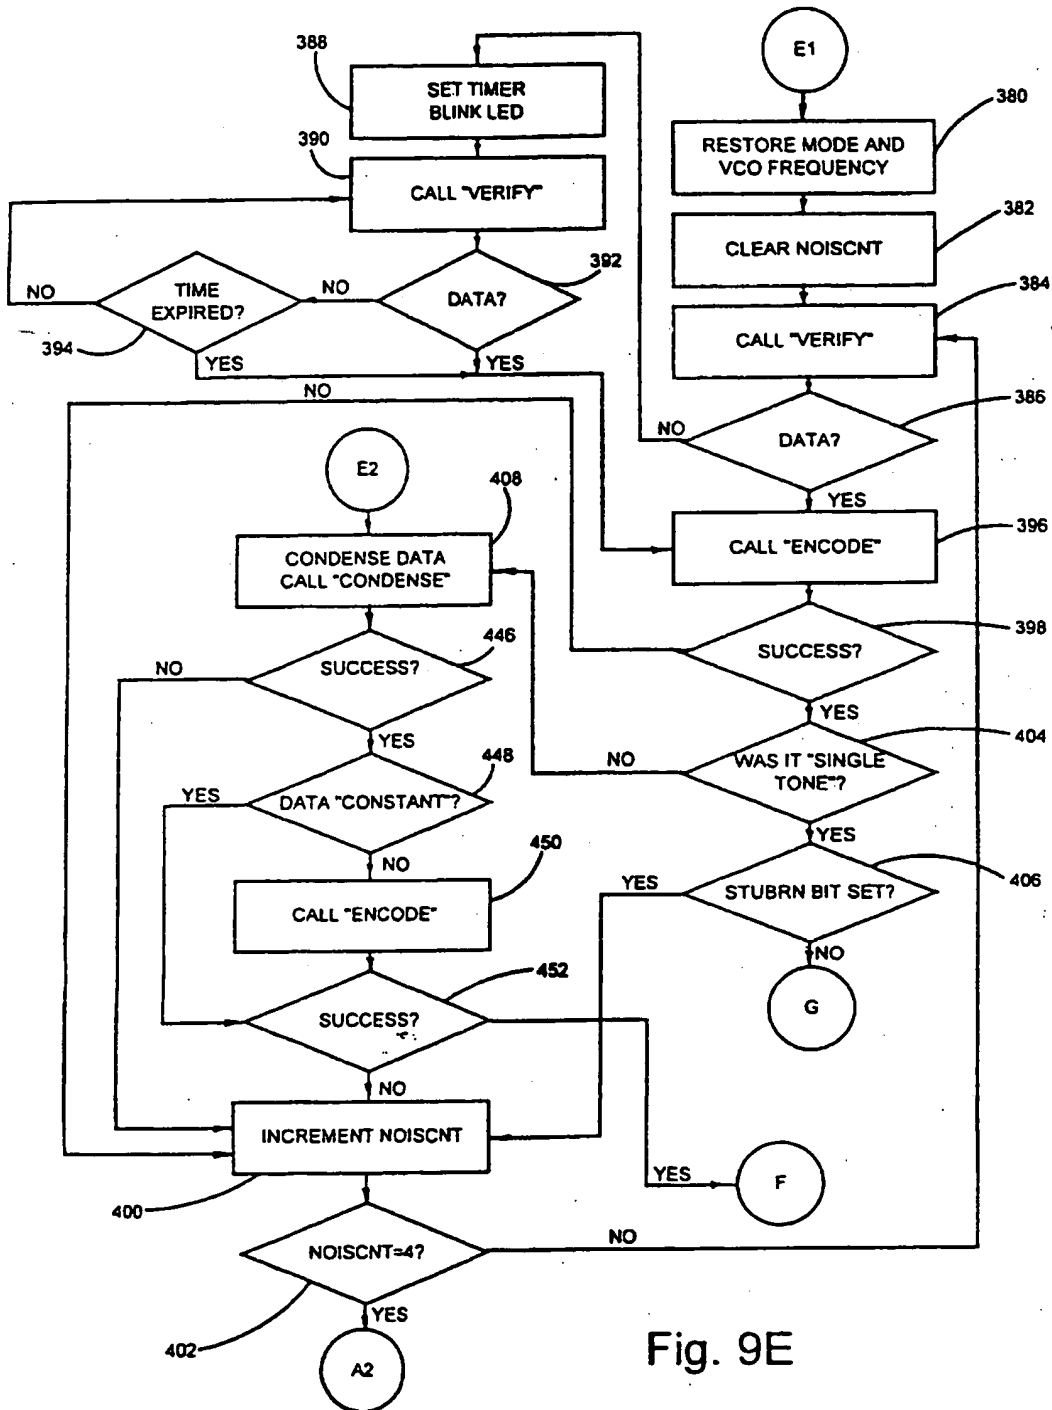 388
SET TIMER
BLINK LED
390
CALL "VERIFY"
392
DATA?
NO
TIME
EXPIRED?
NO
394
YES
YES
NO
E1
380
RESTORE MODE AND
VCO FREQUENCY
382
CLEAR NOISCNT
384
CALL "VERIFY"
386
DATA?
NO
YES
396
CALL "ENCODE"
398
SUCCESS?
YES
404
WAS IT "SINGLE
TONE"?
NO
YES
406
STUBRN BIT SET?
YES
NO
G
E2
408
CONDENSE DATA
CALL "CONDENSE"
446
SUCCESS?
NO
YES
448
DATA "CONSTANT"?
YES
NO
450
CALL "ENCODE"
452
SUCCESS?
NO
INCREMENT NOISCNT
400
YES
F
NOISCNT=4?
NO
402
YES
A2
Fig. 9E